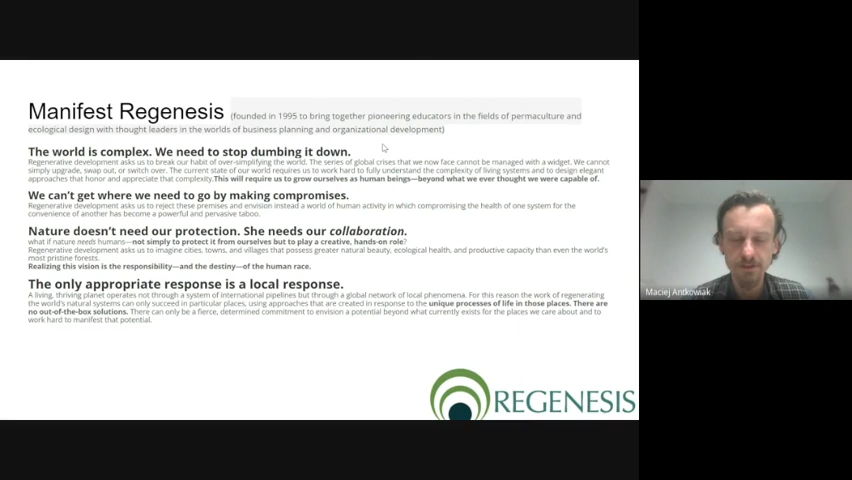 Manifest Regenesis (founded in 1995 to bring together pioneering educators in the fields of permaculture and
ecological design with thought leaders in the worlds of business planning and organizational development)
The world is complex. We need to stop dumbing it down.
Regenerative development asks us to break our habit of over-simplifying the world. The series of global crises that we now face cannot be managed with a widget. We cannot
simply upgrade, swap out, or switch over. The current state of our world requires us to work hard to fully understand the complexity of living systems and to design elegant
approaches that honor and appreciate that complexity.This will require us to grow ourselves as human beings—beyond what we ever thought we were capable of.
We can't get where we need to go by making compromises.
Regenerative development asks us to reject these premises and envision instead a world of human activity in which compromising the health of one system for the
convenience of another has become a powerful and pervasive taboo.
Nature doesn't need our protection. She needs our collaboration.
what if nature needs humans—not simply to protect it from ourselves but to play a creative, hands-on role?
Regenerative development asks us to imagine cities, towns, and villages that possess greater natural beauty, ecological health, and productive capacity than even the world's
most pristine forests.
Realizing this vision is the responsibility—and the destiny—of the human race.
The only appropriate response is a local response.
A living, thriving planet operates not through a system of international pipelines but through a global network of local phenomena. For this reason the work of regenerating
the world's natural systems can only succeed in particular places, using approaches that are created in response to the unique processes of life in those places. There are
no out-of-the-box solutions. There can only be a fierce, determined commitment to envision a potential beyond what currently exists for the places we care about and to
work hard to manifest that potential.
REGENESIS
Maciej Antkowiak